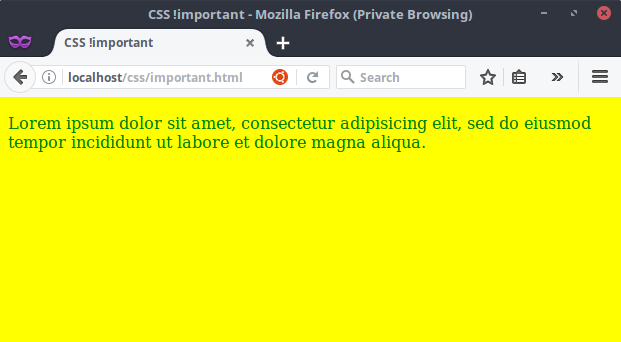 CSS !important - Mozilla Firefox (Private Browsing)
CSS !important
localhost/css/important.html
Search
Lorem ipsum dolor sit amet, consectetur adipisicing elit, sed do eiusmod
tempor incididunt ut labore et dolore magna aliqua.